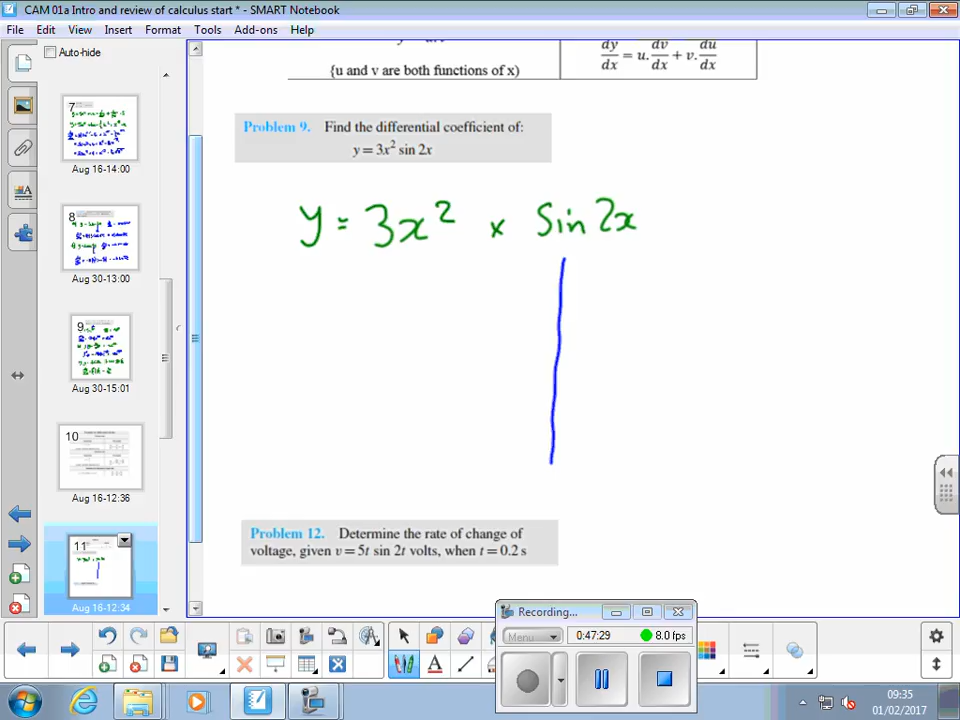 CAM 01a Intro and review of calculus start * - SMART Notebook
File Edit View Insert Format Tools Add-ons Help
Auto-hide
7
Aug 16-14:00
8
Aug 30-13:00
9
Aug 30-15:01
10
Aug 16-12:36
11
Aug 16-12:34
{u and v are both functions of x)
dy/dx = u. dv/dx + v. du/dx
Problem 9. Find the differential coefficient of:
y = 3x² sin 2x
y = 3x² × Sin 2x
Problem 12. Determine the rate of change of
voltage, given v = 5t sin 2t volts, when t = 0.2 s
Recording...
Menu
0:47:29
8.0 fps
A
09:35
01/02/2017